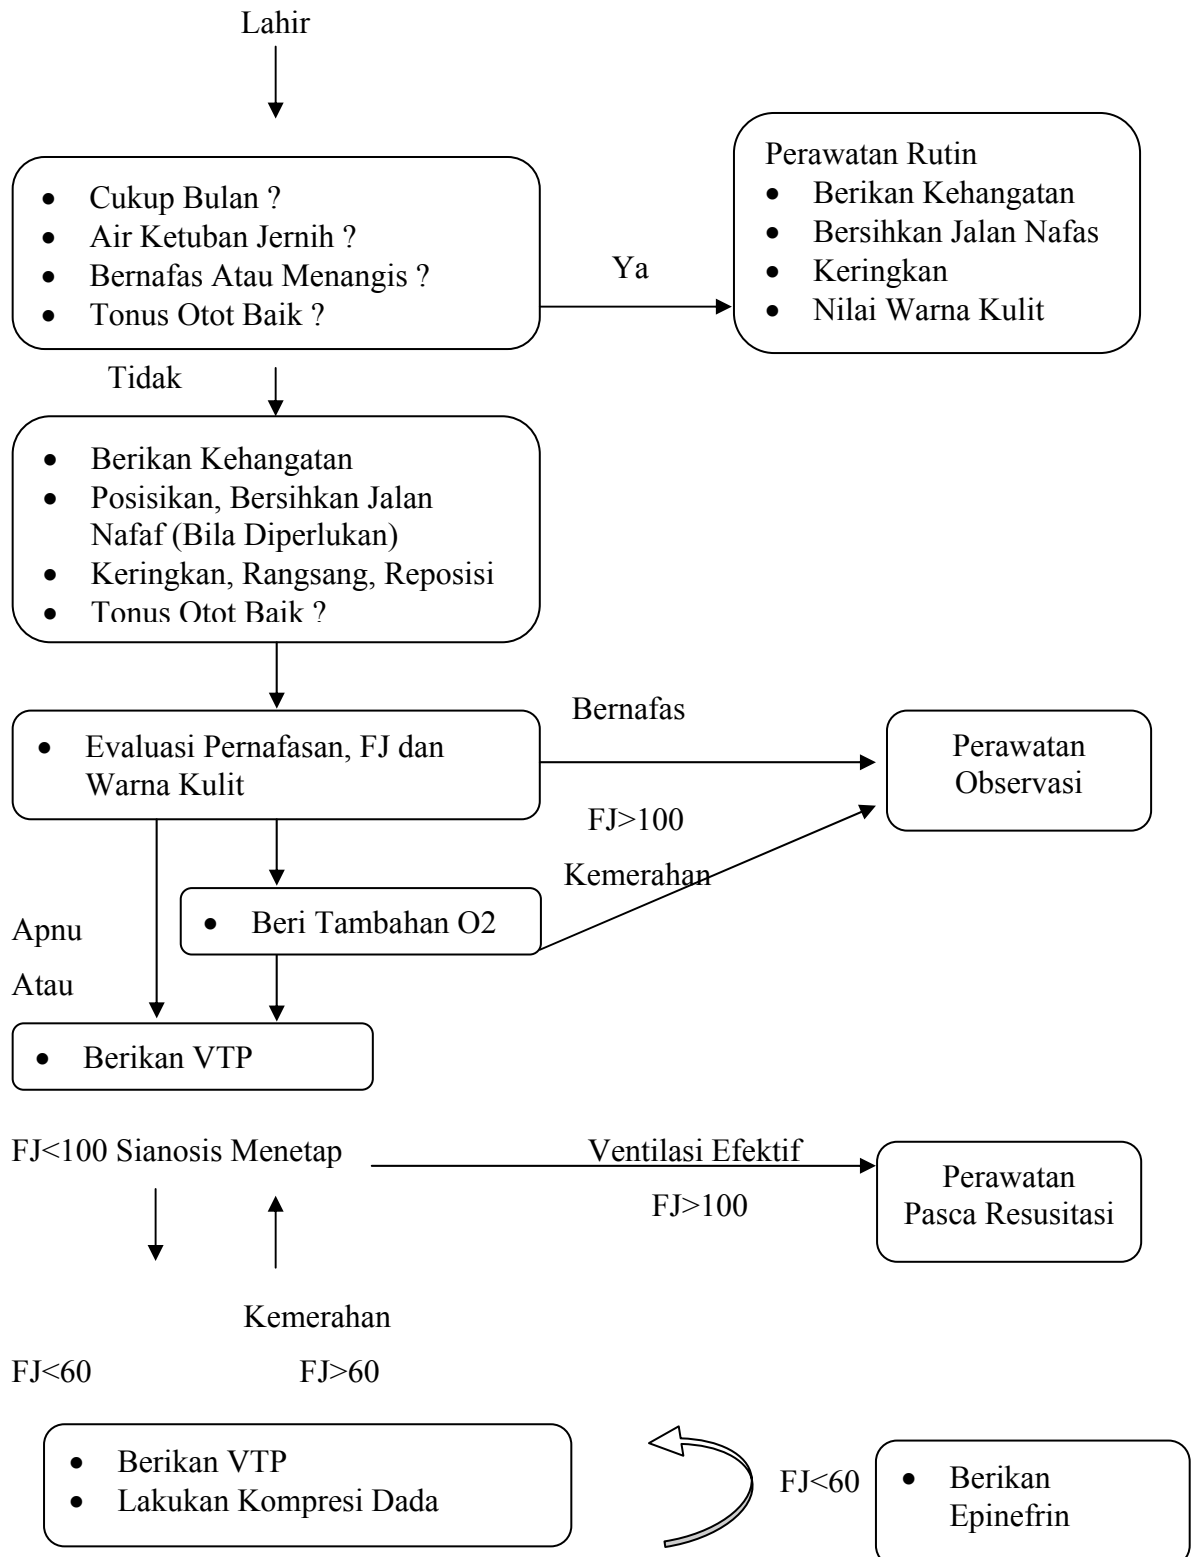 Lahir
• Cukup Bulan ?
• Air Ketuban Jernih ?
• Bernafas Atau Menangis ?
• Tonus Otot Baik ?
Ya
Perawatan Rutin
• Berikan Kehangatan
• Bersihkan Jalan Nafas
• Keringkan
• Nilai Warna Kulit
Tidak
• Berikan Kehangatan
• Posisikan, Bersihkan Jalan
Nafaf (Bila Diperlukan)
• Keringkan, Rangsang, Reposisi
• Tonus Otot Baik ?
• Evaluasi Pernafasan, FJ dan
Warna Kulit
Bernafas
FJ>100
Kemerahan
Perawatan
Observasi
• Beri Tambahan O2
Apnu
Atau
• Berikan VTP
FJ<100 Sianosis Menetap
Ventilasi Efektif
FJ>100
Perawatan
Pasca Resusitasi
Kemerahan
FJ<60
FJ>60
• Berikan VTP
• Lakukan Kompresi Dada
FJ<60
• Berikan
Epinefrin